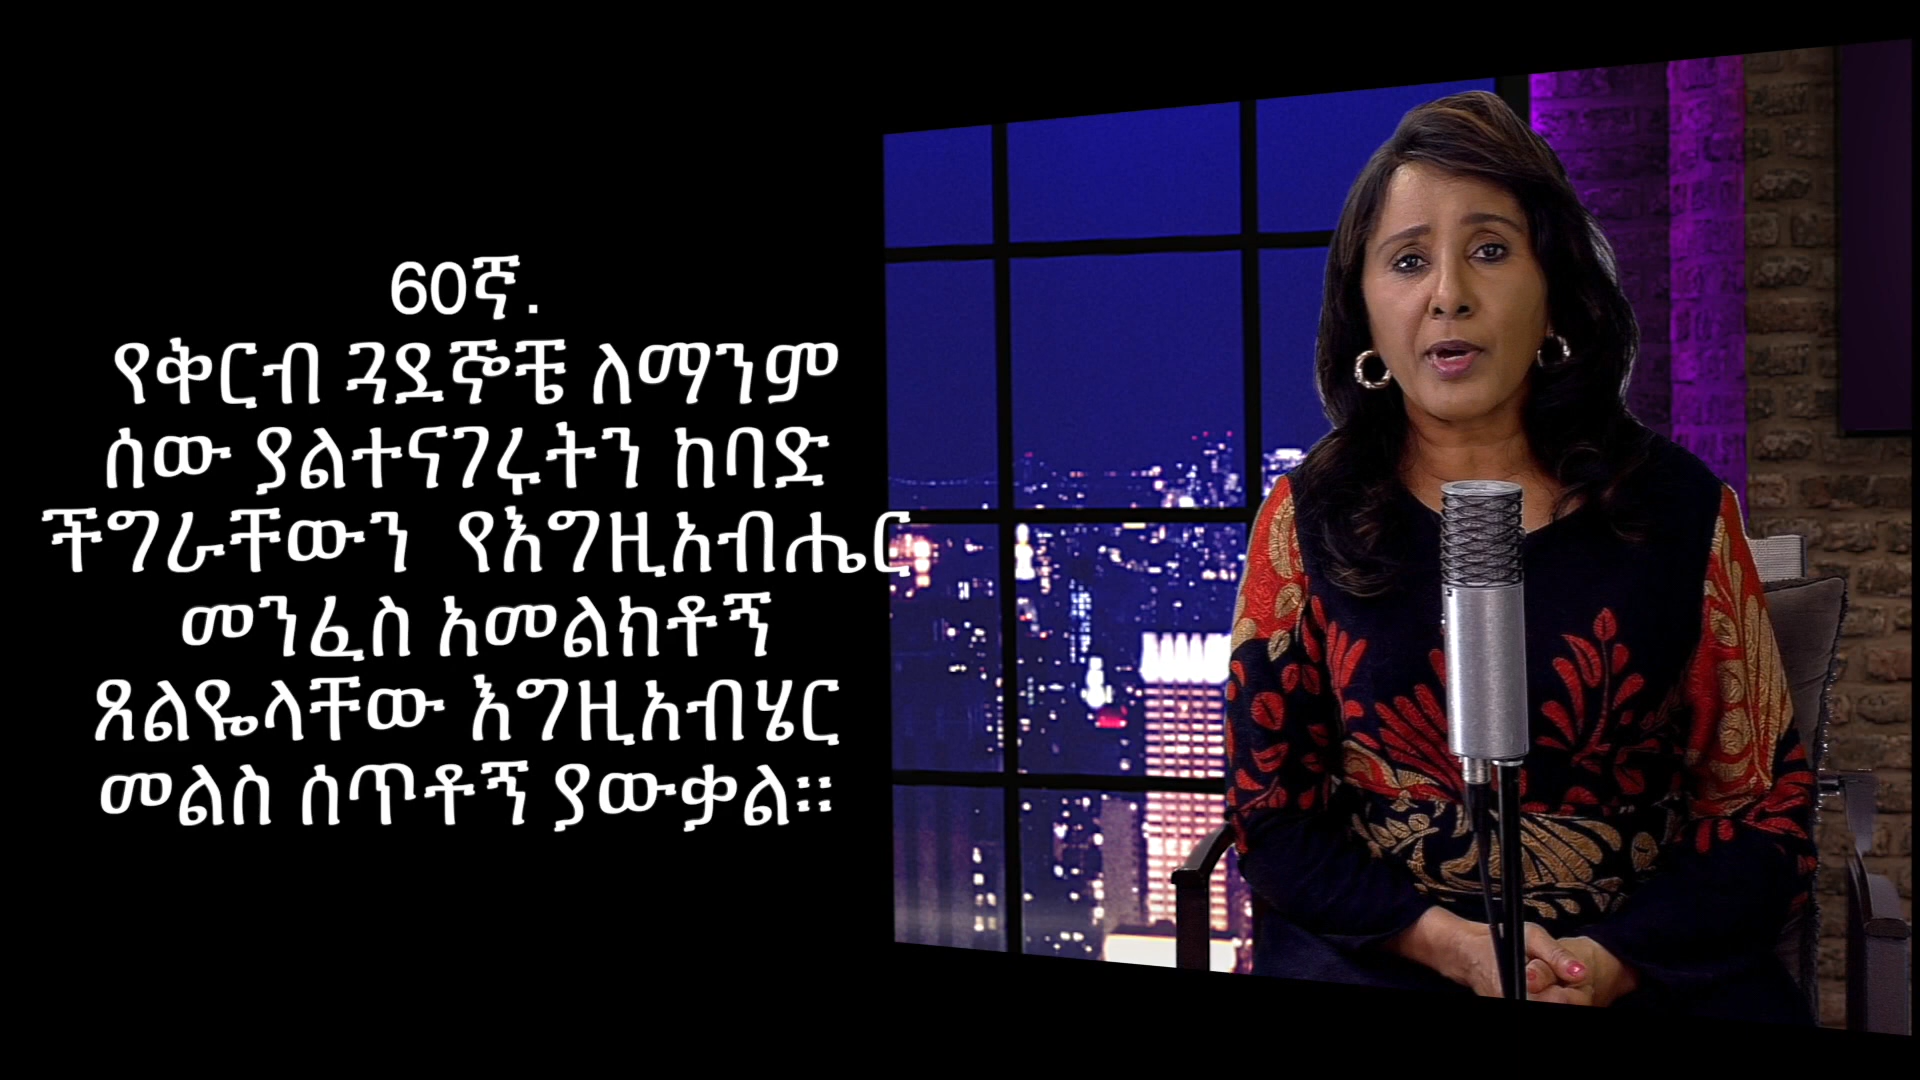 60ኛ.
የቅርብ ጓደኞቼ ለማንም
ሰው ያልተናገሩትን ከባድ
ችግራቸውን  የእግዚአብሔር
መንፈስ አመልክቶኝ
ጸልዬላቸው እግዚአብሄር
መልስ ሰጥቶኝ ያውቃል፡፡